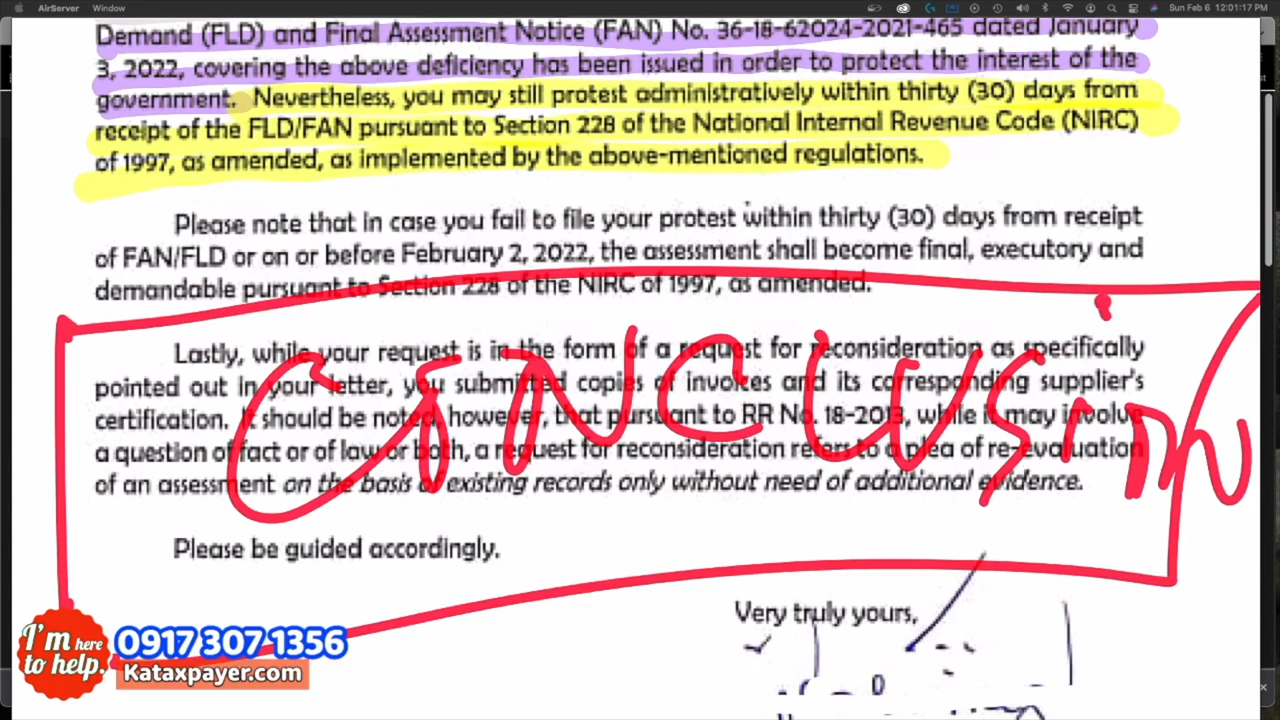 AirServer Window
Sun Feb 6 12:01:17 PM
Demand (FLD) and Final Assessment Notice (FAN) No. 36-18-62024-2021-465 dated January
3, 2022, covering the above deficiency has been issued in order to protect the interest of the
government. Nevertheless, you may still protest administratively within thirty (30) days from
receipt of the FLD/FAN pursuant to Section 228 of the National Internal Revenue Code (NIRC)
of 1997, as amended, as implemented by the above-mentioned regulations.
Please note that in case you fail to file your protest within thirty (30) days from receipt
of FAN/FLD or on or before February 2, 2022, the assessment shall become final, executory and
demandable pursuant to Section 228 of the NIRC of 1997, as amended.
Lastly, while your request is in the form of a request for reconsideration as specifically
pointed out in your letter, you submitted copies of invoices and its corresponding supplier's
certification. It should be noted, however, that pursuant to RR No. 18-2013, while it may involve
a question of fact or of law or both, a request for reconsideration refers to a plea of re-evaluation
of an assessment on the basis of existing records only without need of additional evidence.
Please be guided accordingly.
Very truly yours,
I'm here
to help.
0917 307 1356
Kataxpayer.com